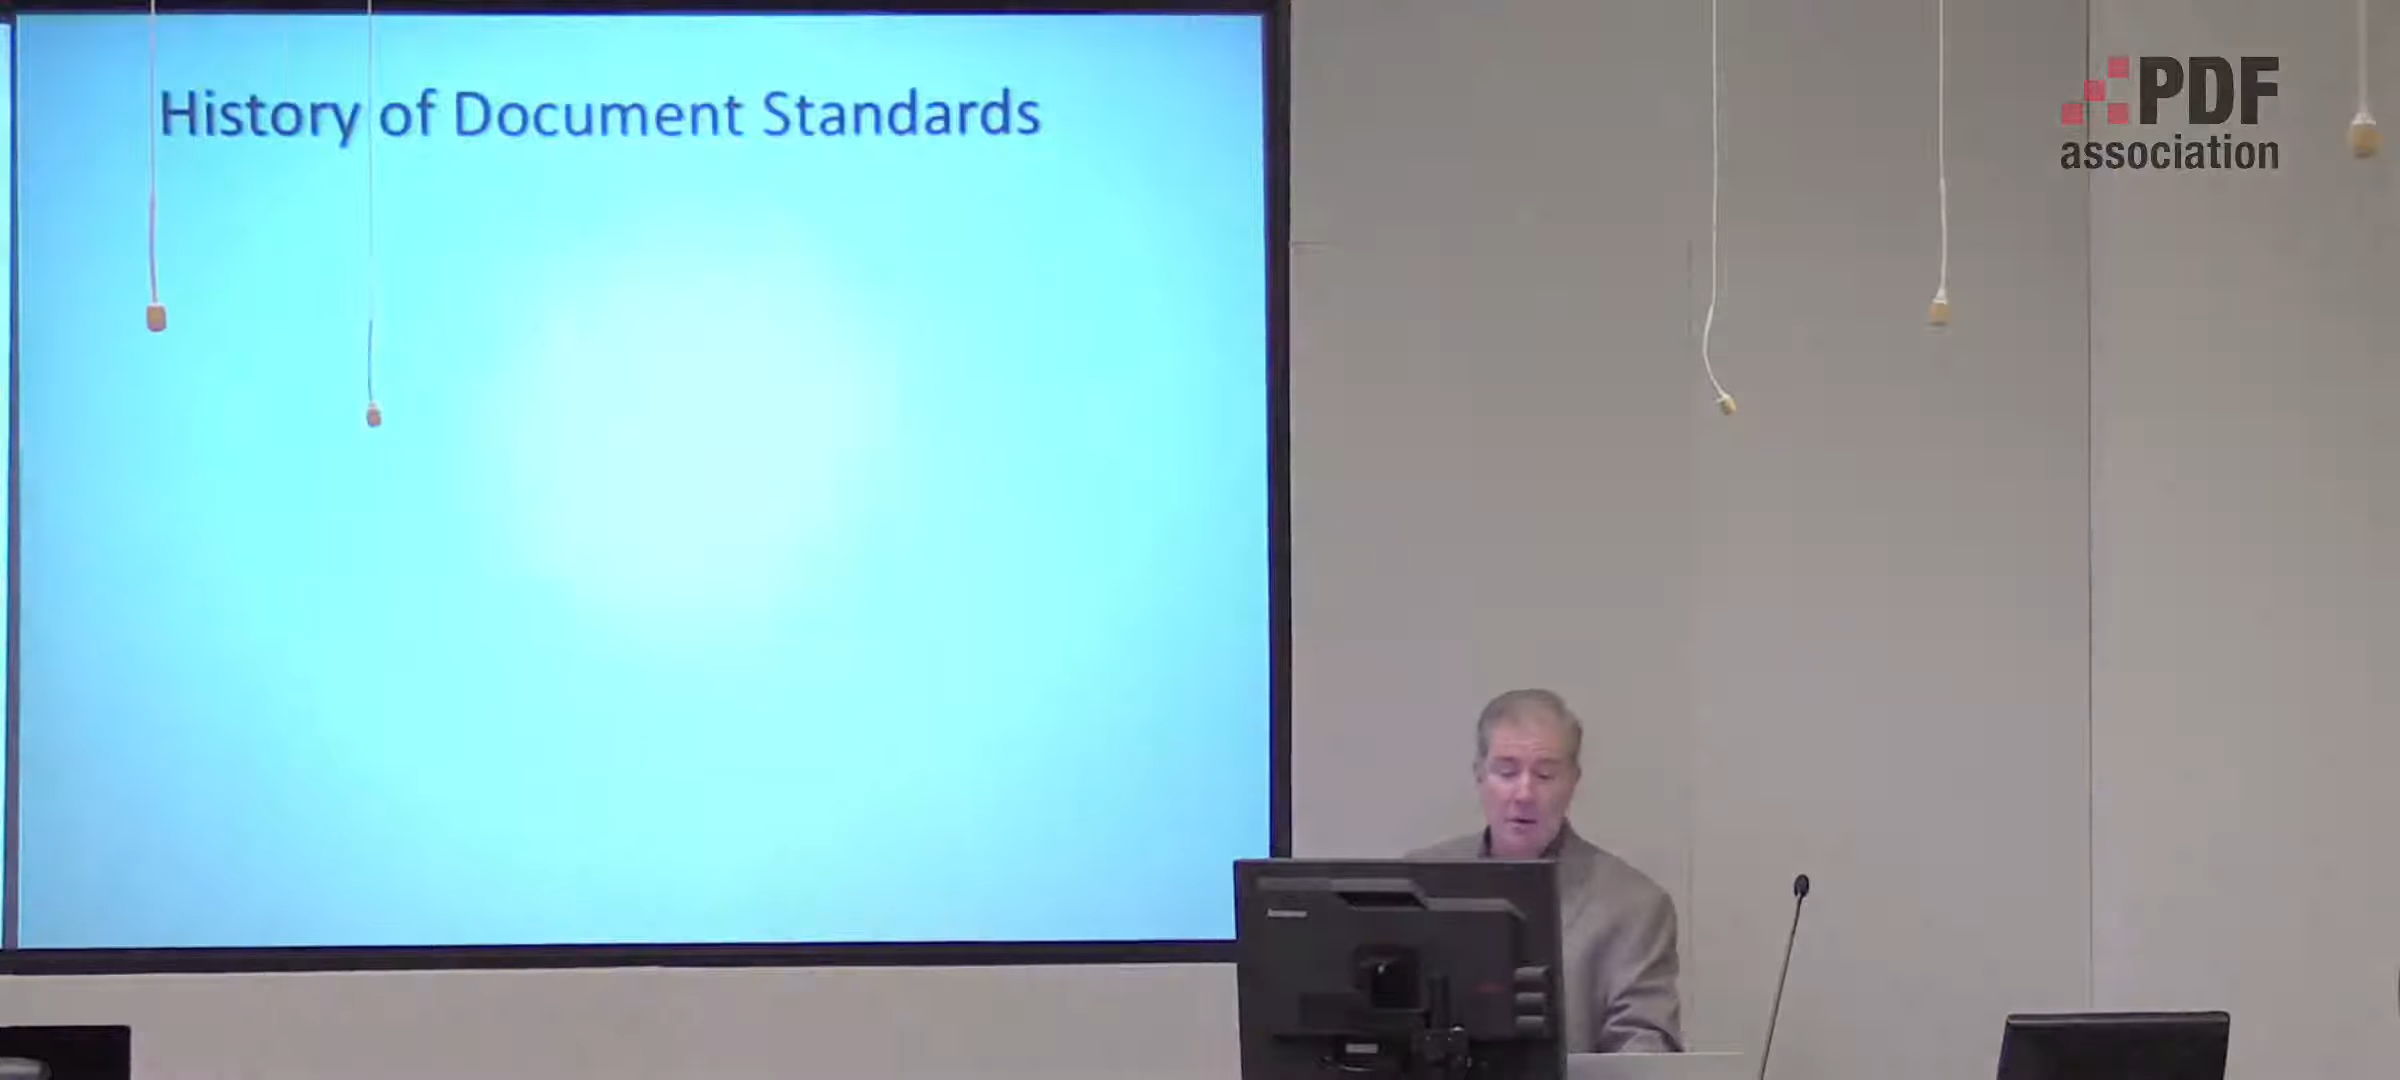 History of Document Standards
PDF
association